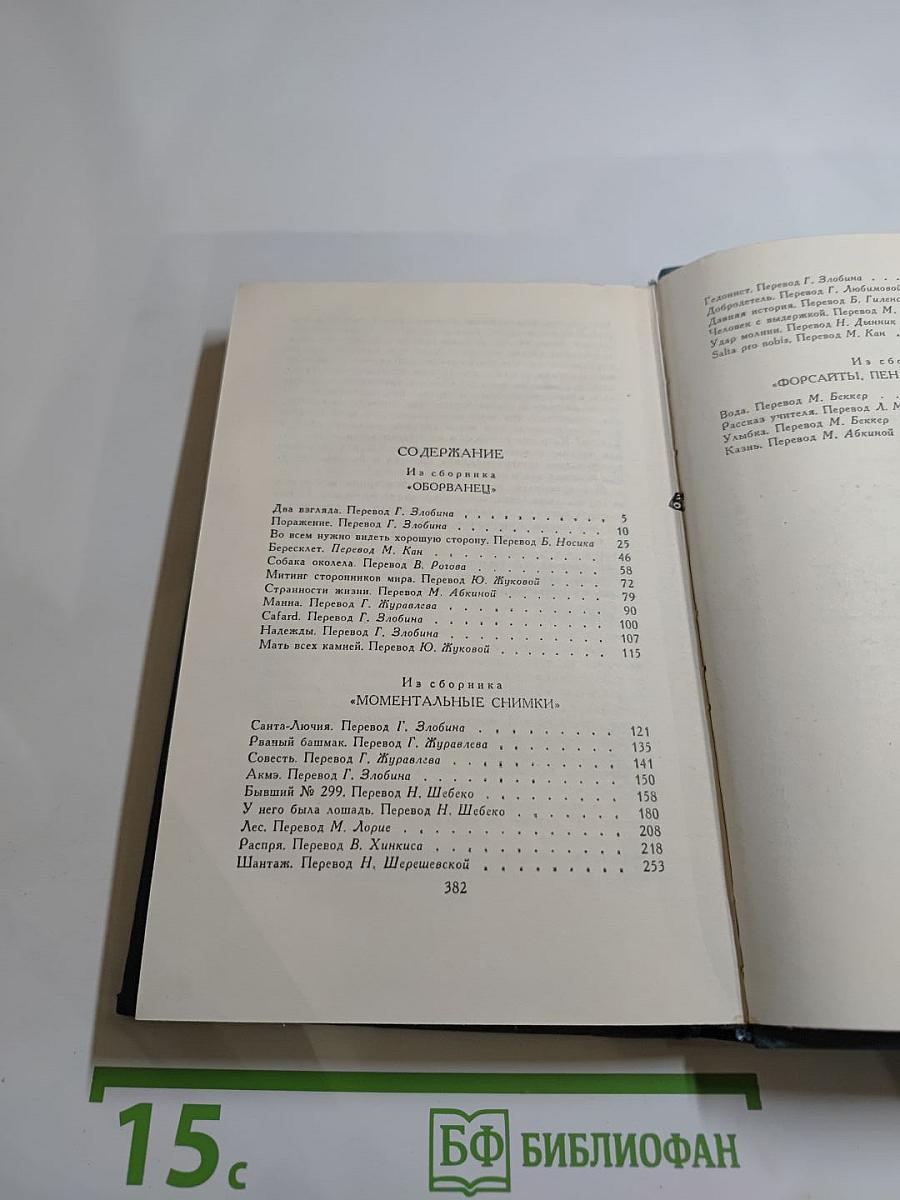 СОДЕРЖАНИЕ
Из сборника
«ОБОРВАНЕЦ»
Два взгляда. Перевод Г. Злобина . . . . . . . . . . 5
Поражение. Перевод Г. Злобина . . . . . . . . . . 10
Во всем нужно видеть хорошую сторону. Перевод Б. Носика 25
Бересклет. Перевод М. Кан . . . . . . . . . . . 46
Собака околела. Перевод В. Рогова . . . . . . . . . 58
Митинг сторонников мира. Перевод Ю. Жуковой . . . . 72
Странности жизни. Перевод М. Абкиной . . . . . . . 79
Манна. Перевод Г. Журавлева . . . . . . . . . . 90
Cafard. Перевод Г. Злобина . . . . . . . . . . . 100
Надежды. Перевод Г. Злобина . . . . . . . . . . 107
Мать всех камней. Перевод Ю. Жуковой . . . . . . . 115
Из сборника
«МОМЕНТАЛЬНЫЕ СНИМКИ»
Санта-Лючия. Перевод Г. Злобина . . . . . . . . 121
Рваный башмак. Перевод Г. Журавлева . . . . . . . 135
Совесть. Перевод Г. Журавлева . . . . . . . . . 141
Акмэ. Перевод Г. Злобина . . . . . . . . . . . 150
Бывший № 299. Перевод Н. Шебеко . . . . . . . . 158
У него была лошадь. Перевод Н. Шебеко . . . . . . 180
Лес. Перевод М. Лорие . . . . . . . . . . . . 208
Распря. Перевод В. Хинкиса . . . . . . . . . . 218
Шантаж. Перевод Н. Шерешевской . . . . . . . . 253
382
Гедонист. Перевод Г. Злобина . . .
Добродетель. Перевод Г. Любимовой
Давняя история. Перевод Б. Гилен
Человек с выдержкой. Перевод М.
Удар молнии. Перевод Н. Дынник
Salta pro nobis. Перевод М. Кан .
Из сбо
«ФОРСАЙТЫ, ПЕН
Вода. Перевод М. Беккер . .
Рассказ учителя. Перевод Л.
Улыбка. Перевод М. Беккер
Казнь. Перевод М. Абкиной
15 с
БФ БИБЛИОФАН